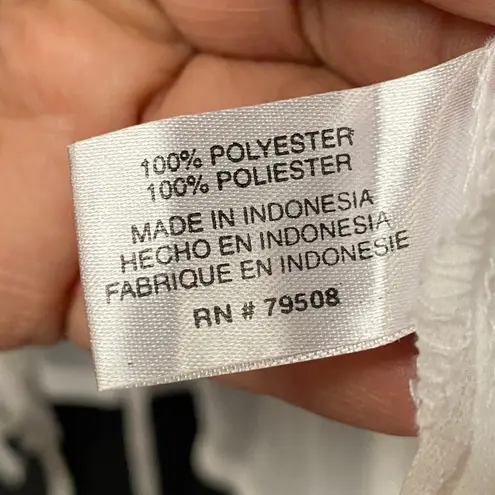 100% POLYESTER
100% POLIESTER
MADE IN INDONESIA
HECHO EN INDONESIA
FABRIQUE EN INDONESIE
RN # 79508